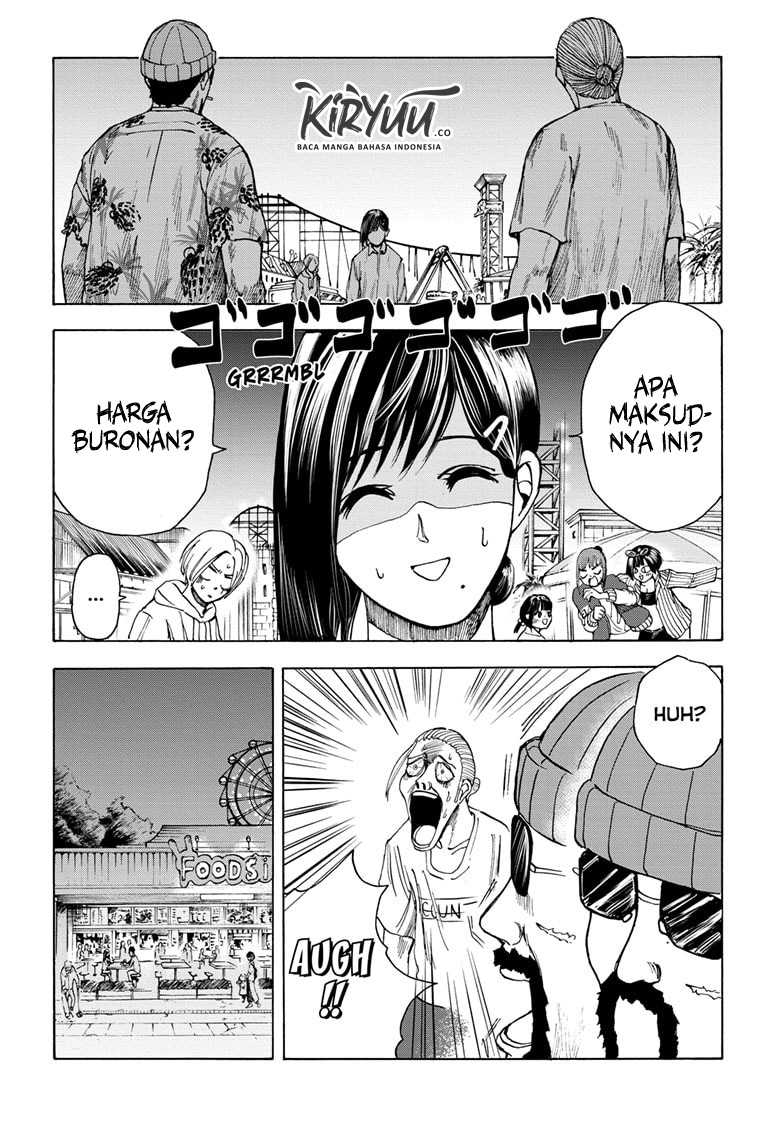 KIRYUU.CO
BACA MANGA BAHASA INDONESIA
ゴゴゴゴゴゴ
GRRRMBL
APA
MAKSUD-
NYA INI?
HARGA
BURONAN?
...
HUH?
CUN
AUGH
!!
FOODS